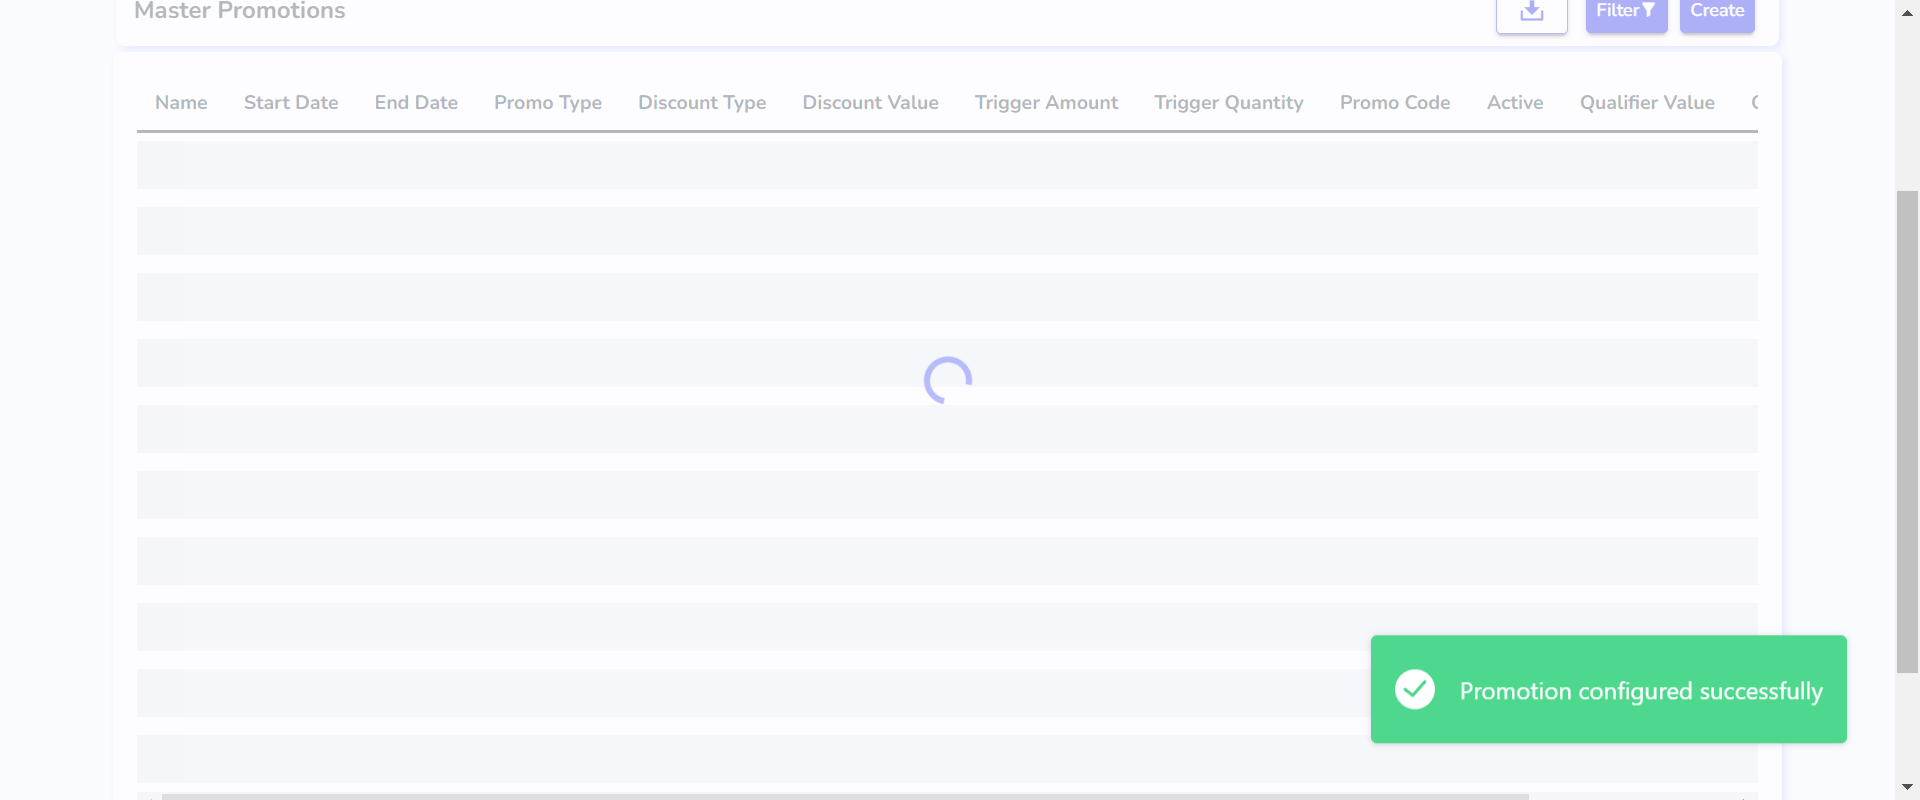 Master Promotions
Filter
Create
Name Start Date End Date Promo Type Discount Type Discount Value Trigger Amount Trigger Quantity Promo Code Active Qualifier Value
Promotion configured successfully